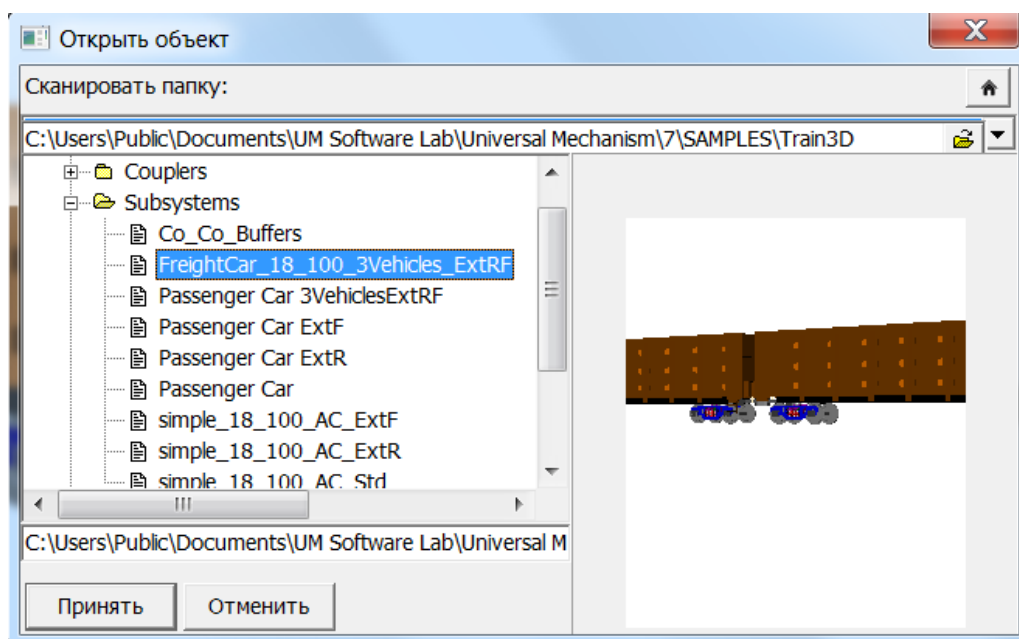 Открыть объект
Сканировать папку:
C:\Users\Public\Documents\UM Software Lab\Universal Mechanism\7\SAMPLES\Train3D
Couplers
Subsystems
Co_Co_Buffers
FreightCar_18_100_3Vehicles_ExtRF
Passenger Car 3VehiclesExtRF
Passenger Car ExtF
Passenger Car ExtR
Passenger Car
simple_18_100_AC_ExtF
simple_18_100_AC_ExtR
simple_18_100_AC_Std
C:\Users\Public\Documents\UM Software Lab\Universal M
Принять Отменить